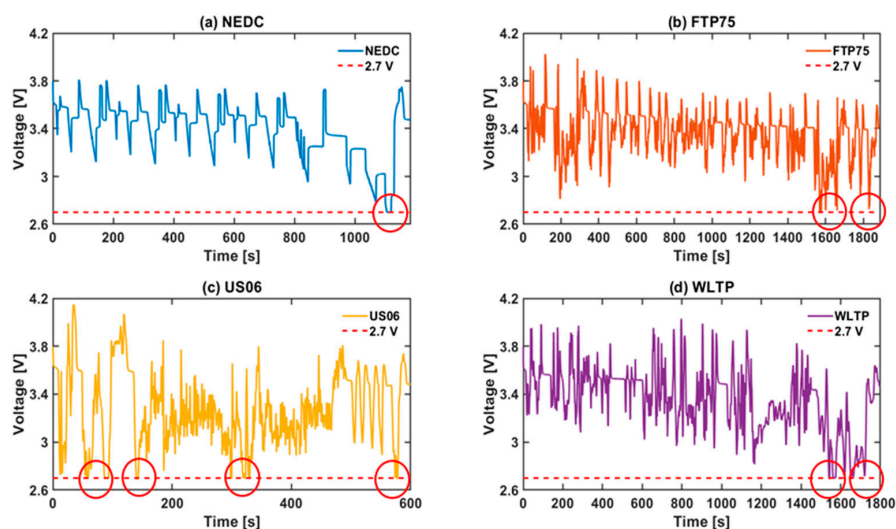 (a) NEDC
4.2
3.8
3.4
3
2.6
Voltage [V]
NEDC
2.7 V
0 200 400 600 800 1000
Time [s]
(b) FTP75
4.2
3.8
3.4
3
2.6
Voltage [V]
FTP75
2.7 V
0 200 400 600 800 1000 1200 1400 1600 1800
Time [s]
(c) US06
4.2
3.8
3.4
3
2.6
Voltage [V]
US06
2.7 V
0 200 400 600
Time [s]
(d) WLTP
4.2
3.8
3.4
3
2.6
Voltage [V]
WLTP
2.7 V
0 200 400 600 800 1000 1200 1400 1600 1800
Time [s]